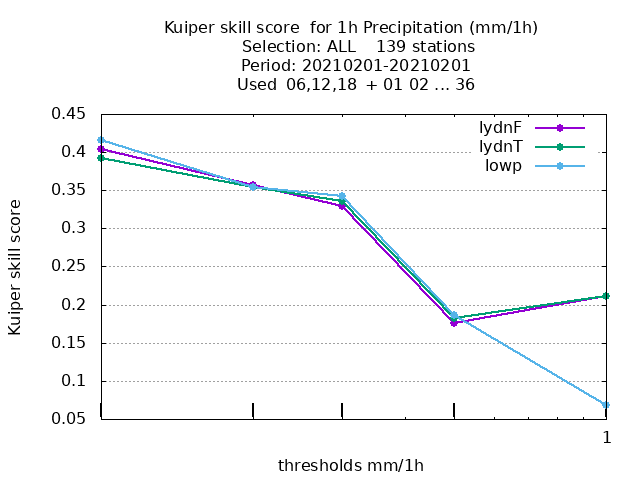 Kuiper skill score  for 1h Precipitation (mm/1h)
Selection: ALL    139 stations
Period: 20210201-20210201
Used  06,12,18  + 01 02 ... 36
lydnF
lydnT
lowp
0.45
0.4
0.35
0.3
0.25
0.2
0.15
0.1
0.05
Kuiper skill score
1
thresholds mm/1h